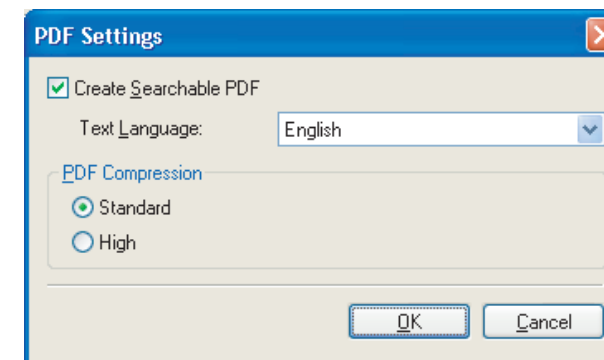 PDF Settings
Create Searchable PDF
Text Language: English
PDF Compression
Standard
High
OK Cancel